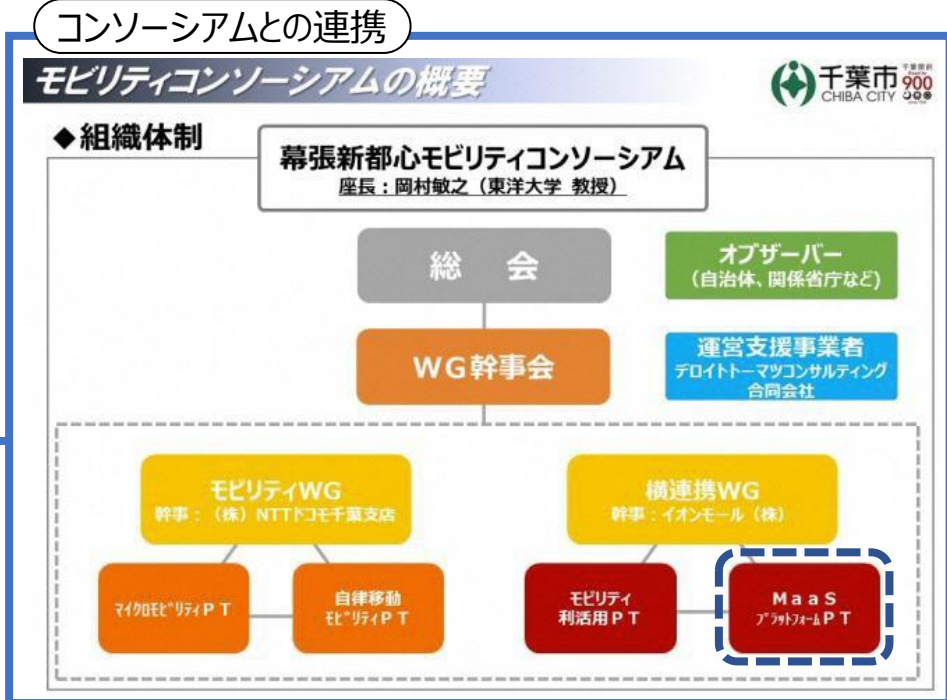 コンソーシアムとの連携
モビリティコンソーシアムの概要
千葉市
CHIBA CITY
900
◆組織体制
幕張新都心モビリティコンソーシアム
座長：岡村敏之（東洋大学 教授）
総　会
オブザーバー
（自治体、関係省庁など）
WG幹事会
運営支援事業者
デロイトトーマツコンサルティング
合同会社
モビリティWG
幹事：（株）NTTドコモ千葉支店
横連携WG
幹事：イオンモール（株）
ﾏｲｸﾛﾓﾋﾞﾘﾃｨＰＴ
自律移動
ﾓﾋﾞﾘﾃｨＰＴ
モビリティ
利活用ＰＴ
ＭａａＳ
ﾌﾟﾗｯﾄﾌｫｰﾑＰＴ